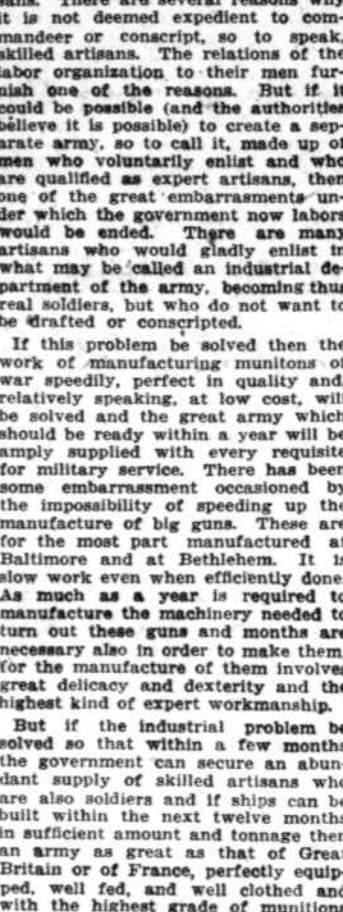 sans. There are several reasons why
it is not deemed expedient to com-
mandeer or conscript, so to speak,
skilled artisans. The relations of the
labor organization to their men fur-
nish one of the reasons. But if it
could be possible (and the authorities
believe it is possible) to create a sep-
arate army, so to call it, made up of
men who voluntarily enlist and who
are qualified as expert artisans, then
one of the great embarrasments un-
der which the government now labors
would be ended. There are many
artisans who would gladly enlist in
what may be called an industrial de-
partment of the army, becoming thus
real soldiers, but who do not want to
be drafted or conscripted.
If this problem be solved then the
work of manufacturing munitons of
war speedily, perfect in quality and,
relatively speaking, at low cost, will
be solved and the great army which
should be ready within a year will be
amply supplied with every requisite
for military service. There has been
some embarrassment occasioned by
the impossibility of speeding up the
manufacture of big guns. These are
for the most part manufactured at
Baltimore and at Bethlehem. It is
slow work even when efficiently done.
As much as a year is required to
manufacture the machinery needed to
turn out these guns and months are
necessary also in order to make them,
for the manufacture of them involves
great delicacy and dexterity and the
highest kind of expert workmanship.
But if the industrial problem be
solved so that within a few months
the government can secure an abun-
dant supply of skilled artisans who
are also soldiers and if ships can be
built within the next twelve months
in sufficient amount and tonnage then
an army as great as that of Great
Britain or of France, perfectly equip-
ped, well fed, and well clothed and
with the highest grade of munitions